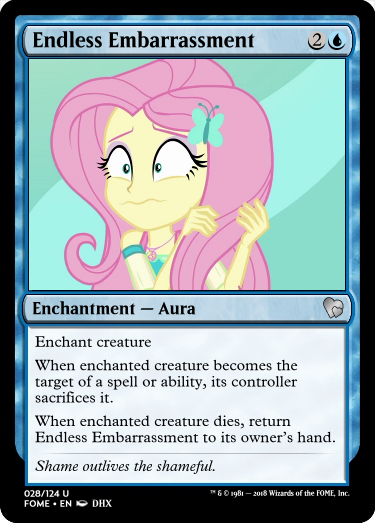 Endless Embarrassment 2
Enchantment — Aura
Enchant creature
When enchanted creature becomes the
target of a spell or ability, its controller
sacrifices it.
When enchanted creature dies, return
Endless Embarrassment to its owner's hand.
Shame outlives the shameful.
028/124 U
™ & © 1981 — 2018 Wizards of the FOME, Inc.
FOME • EN DHX